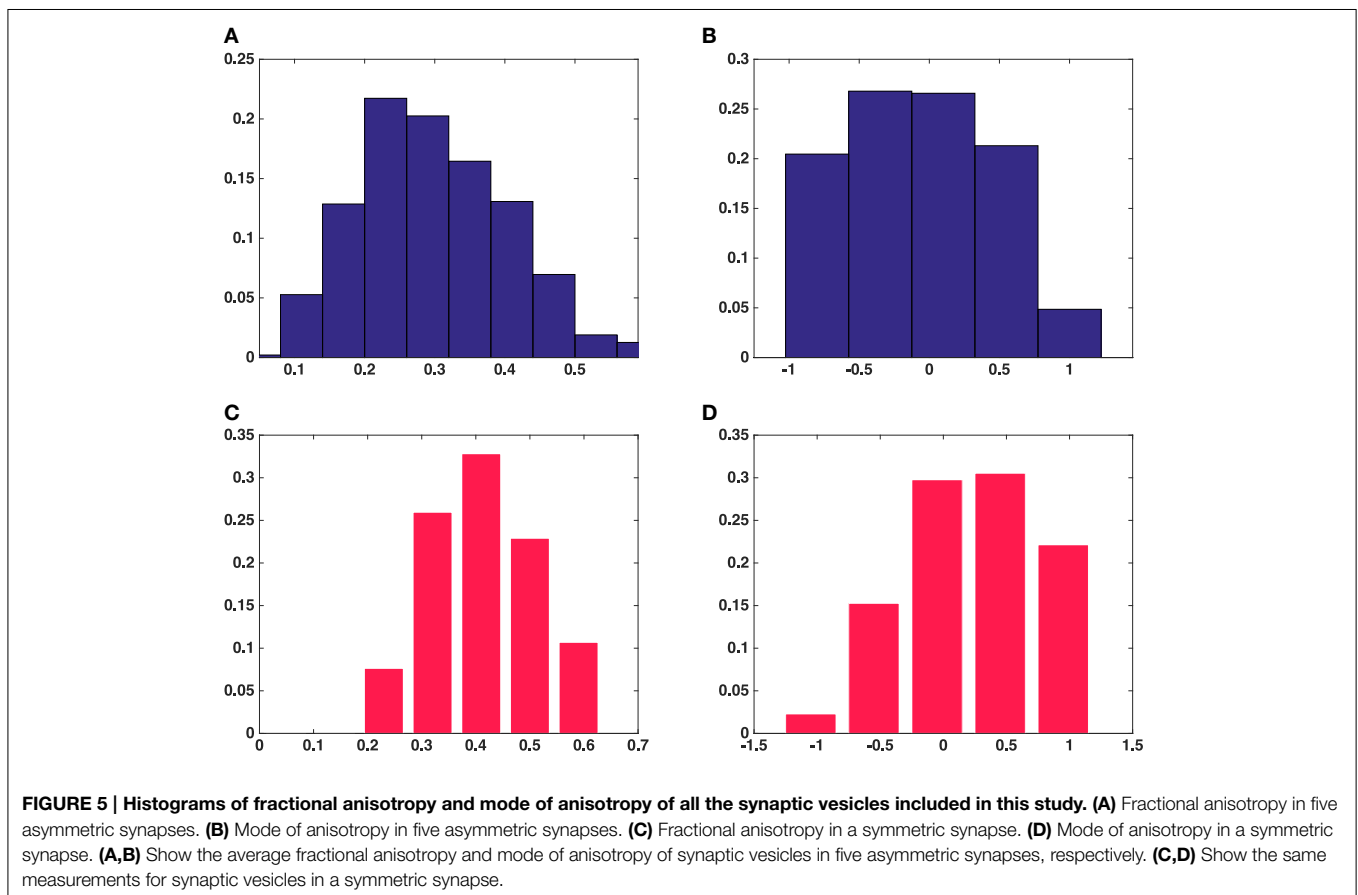 A
B
0.25
0.2
0.15
0.1
0.05
0
0.1 0.2 0.3 0.4 0.5
0.3
0.25
0.2
0.15
0.1
0.05
0
-1 -0.5 0 0.5 1
C
D
0.35
0.3
0.25
0.2
0.15
0.1
0.05
0
0 0.1 0.2 0.3 0.4 0.5 0.6 0.7
0.35
0.3
0.25
0.2
0.15
0.1
0.05
0
-1.5 -1 -0.5 0 0.5 1 1.5
FIGURE 5 | Histograms of fractional anisotropy and mode of anisotropy of all the synaptic vesicles included in this study. (A) Fractional anisotropy in five
asymmetric synapses. (B) Mode of anisotropy in five asymmetric synapses. (C) Fractional anisotropy in a symmetric synapse. (D) Mode of anisotropy in a symmetric
synapse. (A,B) Show the average fractional anisotropy and mode of anisotropy of synaptic vesicles in five asymmetric synapses, respectively. (C,D) Show the same
measurements for synaptic vesicles in a symmetric synapse.